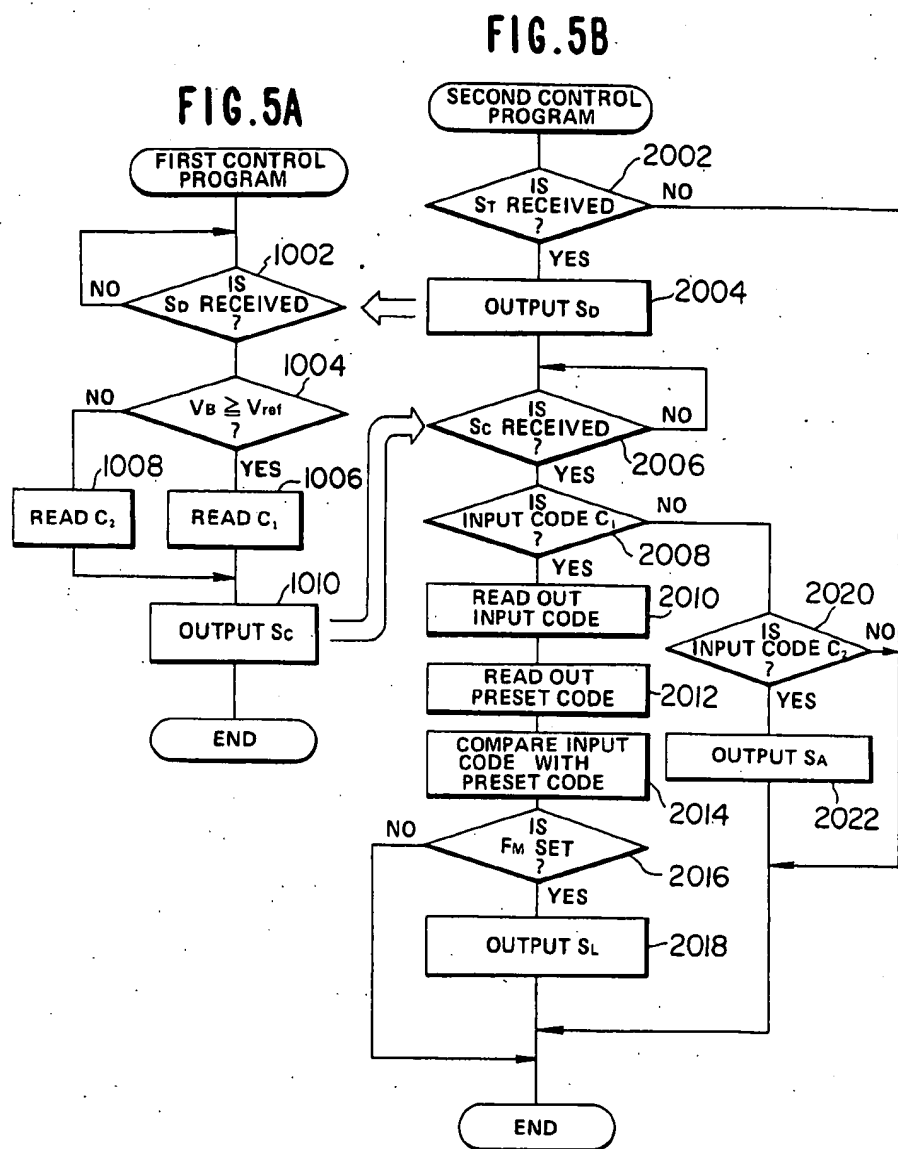 FIG.5A
FIRST CONTROL
PROGRAM
1002
IS
SD RECEIVED
?
NO
1004
VB ≧ Vref
?
NO
YES
1008
READ C2
1006
READ C1
1010
OUTPUT SC
END
FIG.5B
SECOND CONTROL
PROGRAM
2002
IS
ST RECEIVED
?
NO
YES
OUTPUT SD
2004
IS
SC RECEIVED
?
NO
2006
YES
IS
INPUT CODE C1
?
NO
2008
YES
READ OUT
INPUT CODE
2010
READ OUT
PRESET CODE
2012
COMPARE INPUT
CODE WITH
PRESET CODE
2014
NO
IS
FM SET
?
2016
YES
OUTPUT SL
2018
2020
IS
INPUT CODE C2
?
NO
YES
OUTPUT SA
2022
END